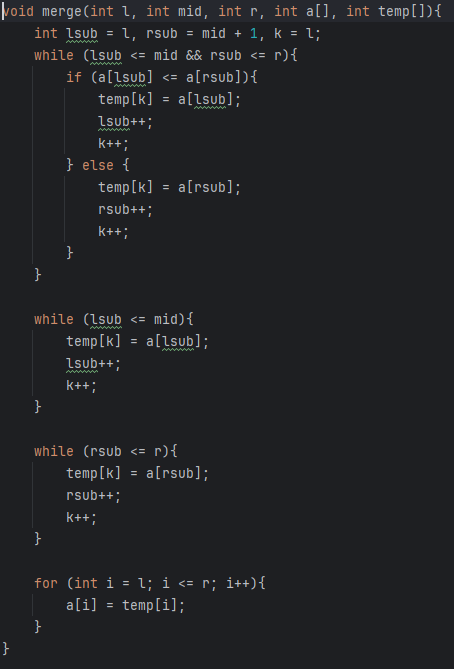 void merge(int l, int mid, int r, int a[], int temp[]){
    int lsub = l, rsub = mid + 1, k = l;
    while (lsub <= mid && rsub <= r){
        if (a[lsub] <= a[rsub]){
            temp[k] = a[lsub];
            lsub++;
            k++;
        } else {
            temp[k] = a[rsub];
            rsub++;
            k++;
        }
    }

    while (lsub <= mid){
        temp[k] = a[lsub];
        lsub++;
        k++;
    }

    while (rsub <= r){
        temp[k] = a[rsub];
        rsub++;
        k++;
    }

    for (int i = l; i <= r; i++){
        a[i] = temp[i];
    }
}